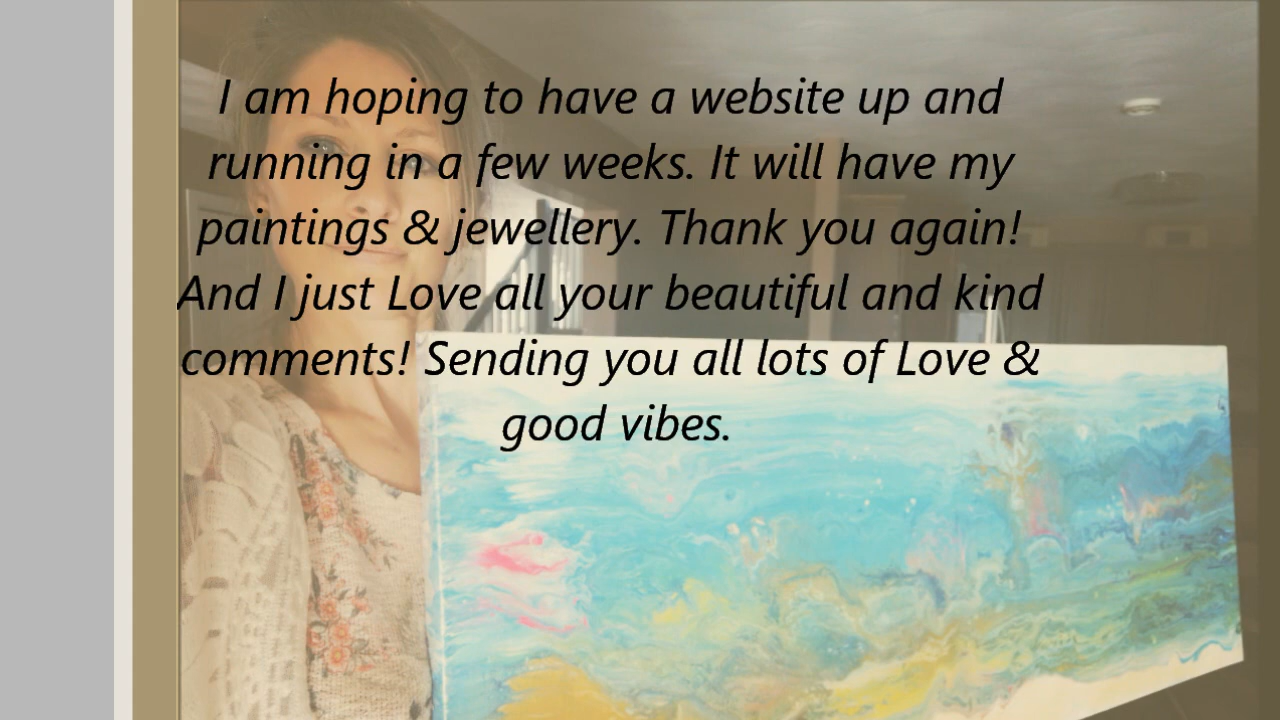 I am hoping to have a website up and
running in a few weeks. It will have my
paintings & jewellery. Thank you again!
And I just Love all your beautiful and kind
comments! Sending you all lots of Love &
good vibes.